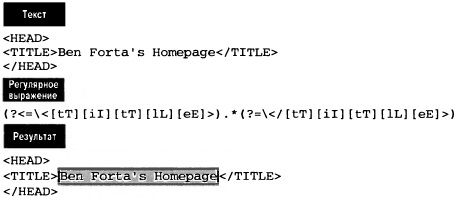 Текст
<HEAD>
<TITLE>Ben Forta's Homepage</TITLE>
</HEAD>
Регулярное
выражение
(?<=\<[tT][iI][tT][lL][eE]>).*(?=\</[tT][iI][tT][lL][eE]>)
Результат
<HEAD>
<TITLE>Ben Forta's Homepage</TITLE>
</HEAD>